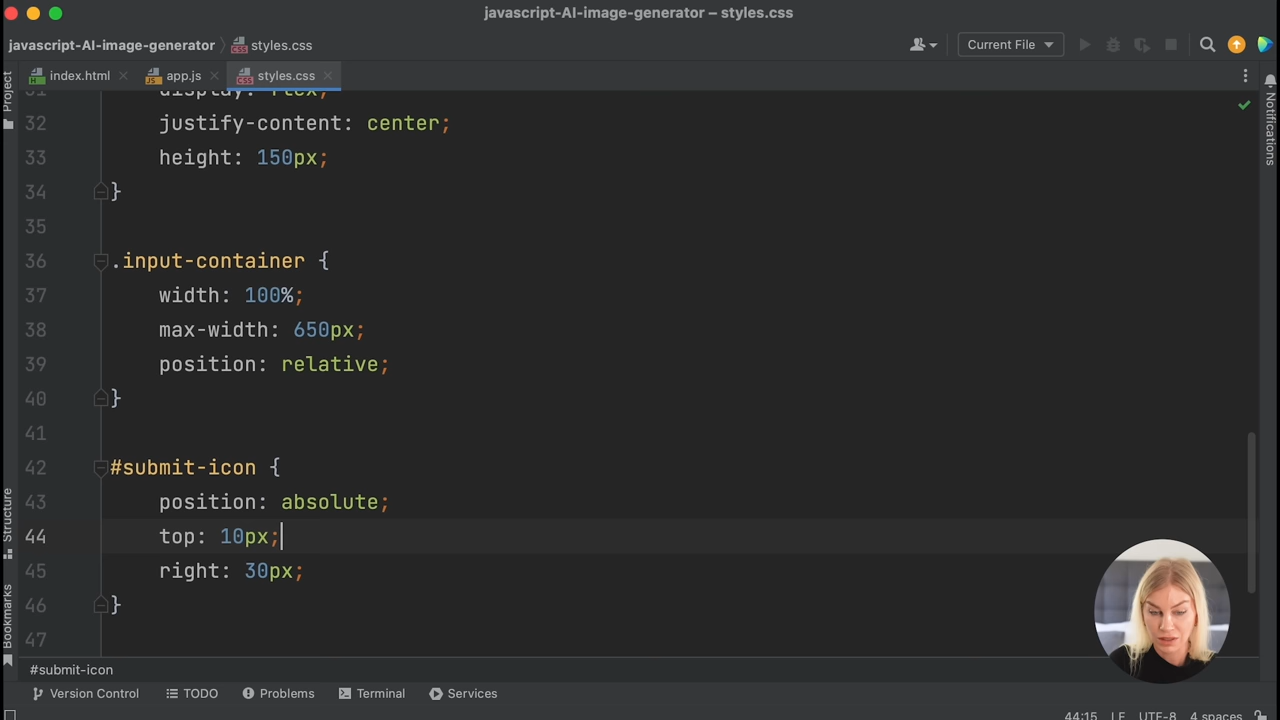 javascript-AI-image-generator – styles.css
javascript-AI-image-generator
styles.css
Current File
index.html
app.js
styles.css
Project
Notifications
31 display: flex;
32 justify-content: center;
33 height: 150px;
34 }
35
36 .input-container {
37 width: 100%;
38 max-width: 650px;
39 position: relative;
40 }
41
42 #submit-icon {
43 position: absolute;
44 top: 10px;
45 right: 30px;
46 }
47
Structure
Bookmarks
#submit-icon
Version Control TODO Problems Terminal Services
44:15 LF UTF-8 4 spaces